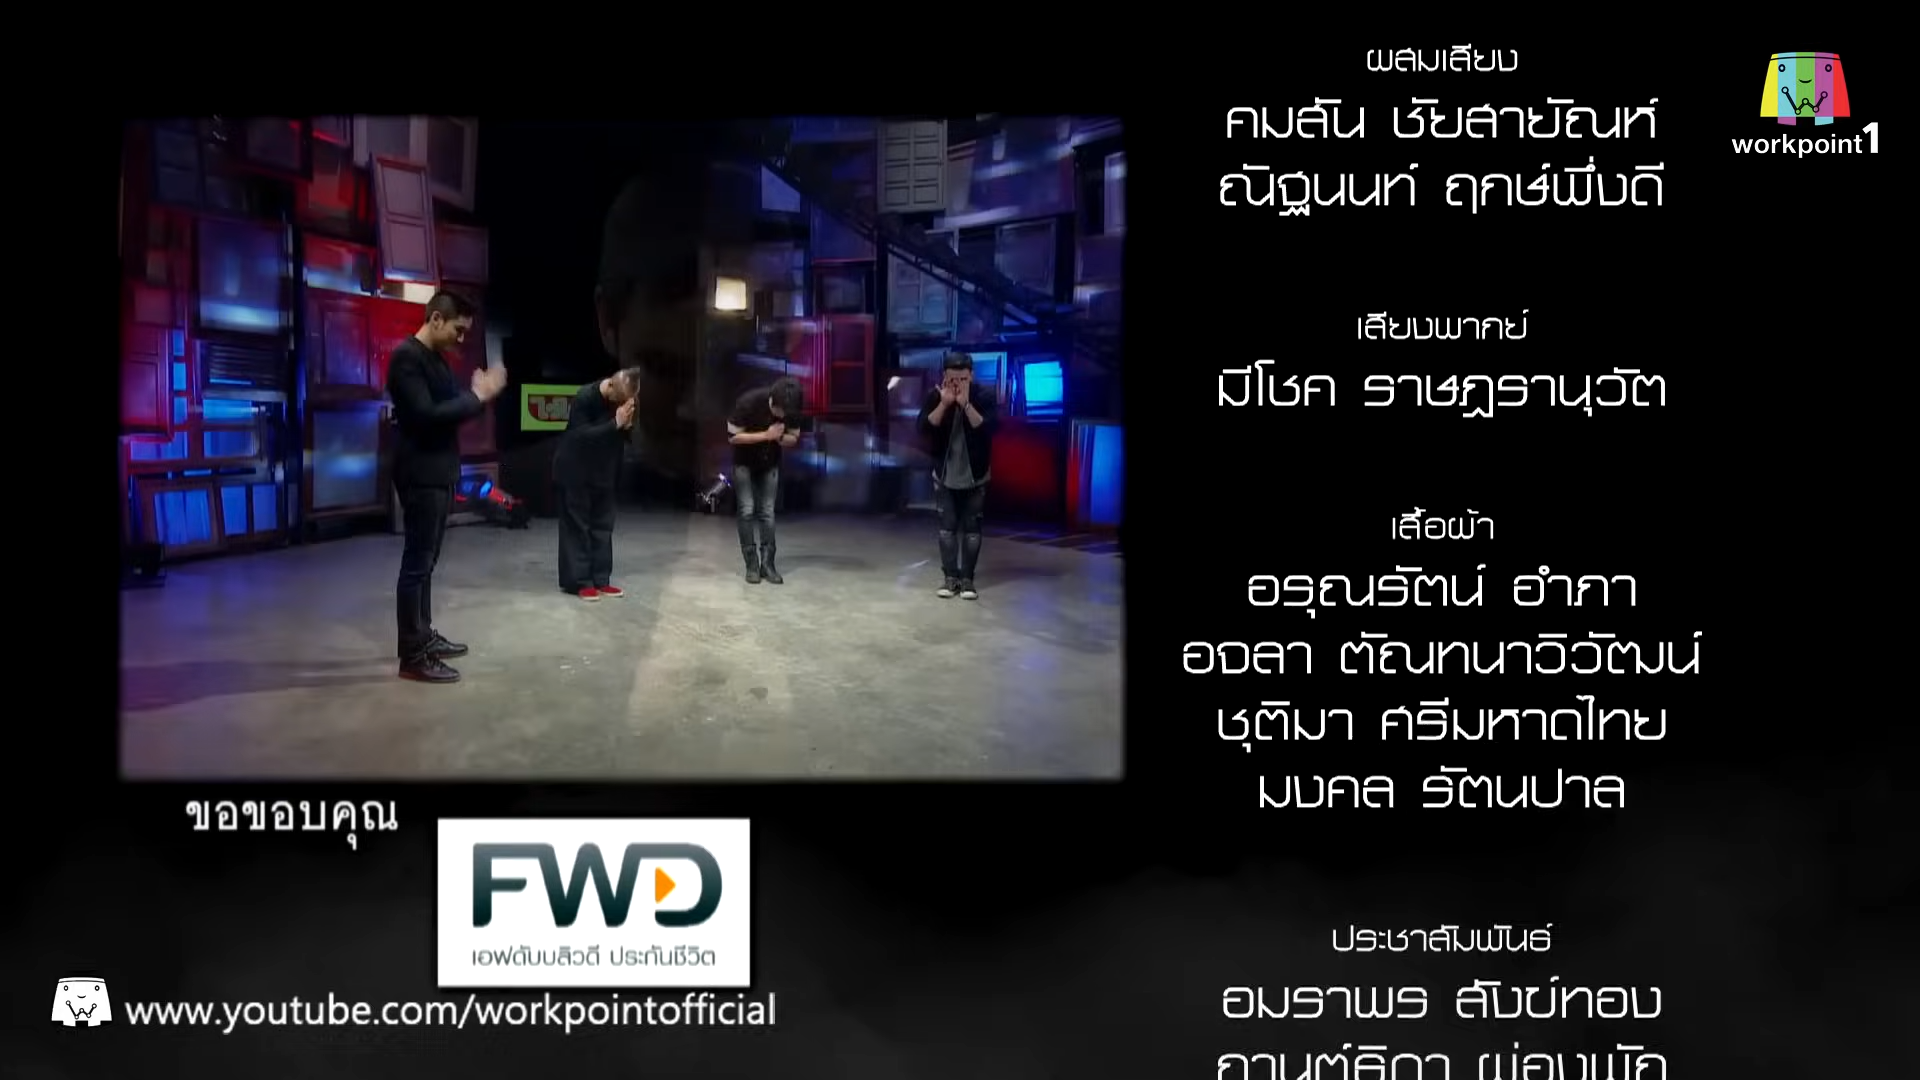 ผสมเสียง
คมสัน ชัยสายัณห์
ณัฐนนท์ ฤกษ์พึ่งดี
workpoint1
เสียงพากย์
มีโชค ราษฎรานุวัต
เสื้อผ้า
อรุณรัตน์ อำภา
อจลา ตัณฑนาวิวัฒน์
ชุติมา ศรีมหาดไทย
มงคล รัตนปาล
ขอขอบคุณ
FWD
เอฟดับบลิวดี ประกันชีวิต
ประชาสัมพันธ์
อมราพร สังข์ทอง
www.youtube.com/workpointofficial